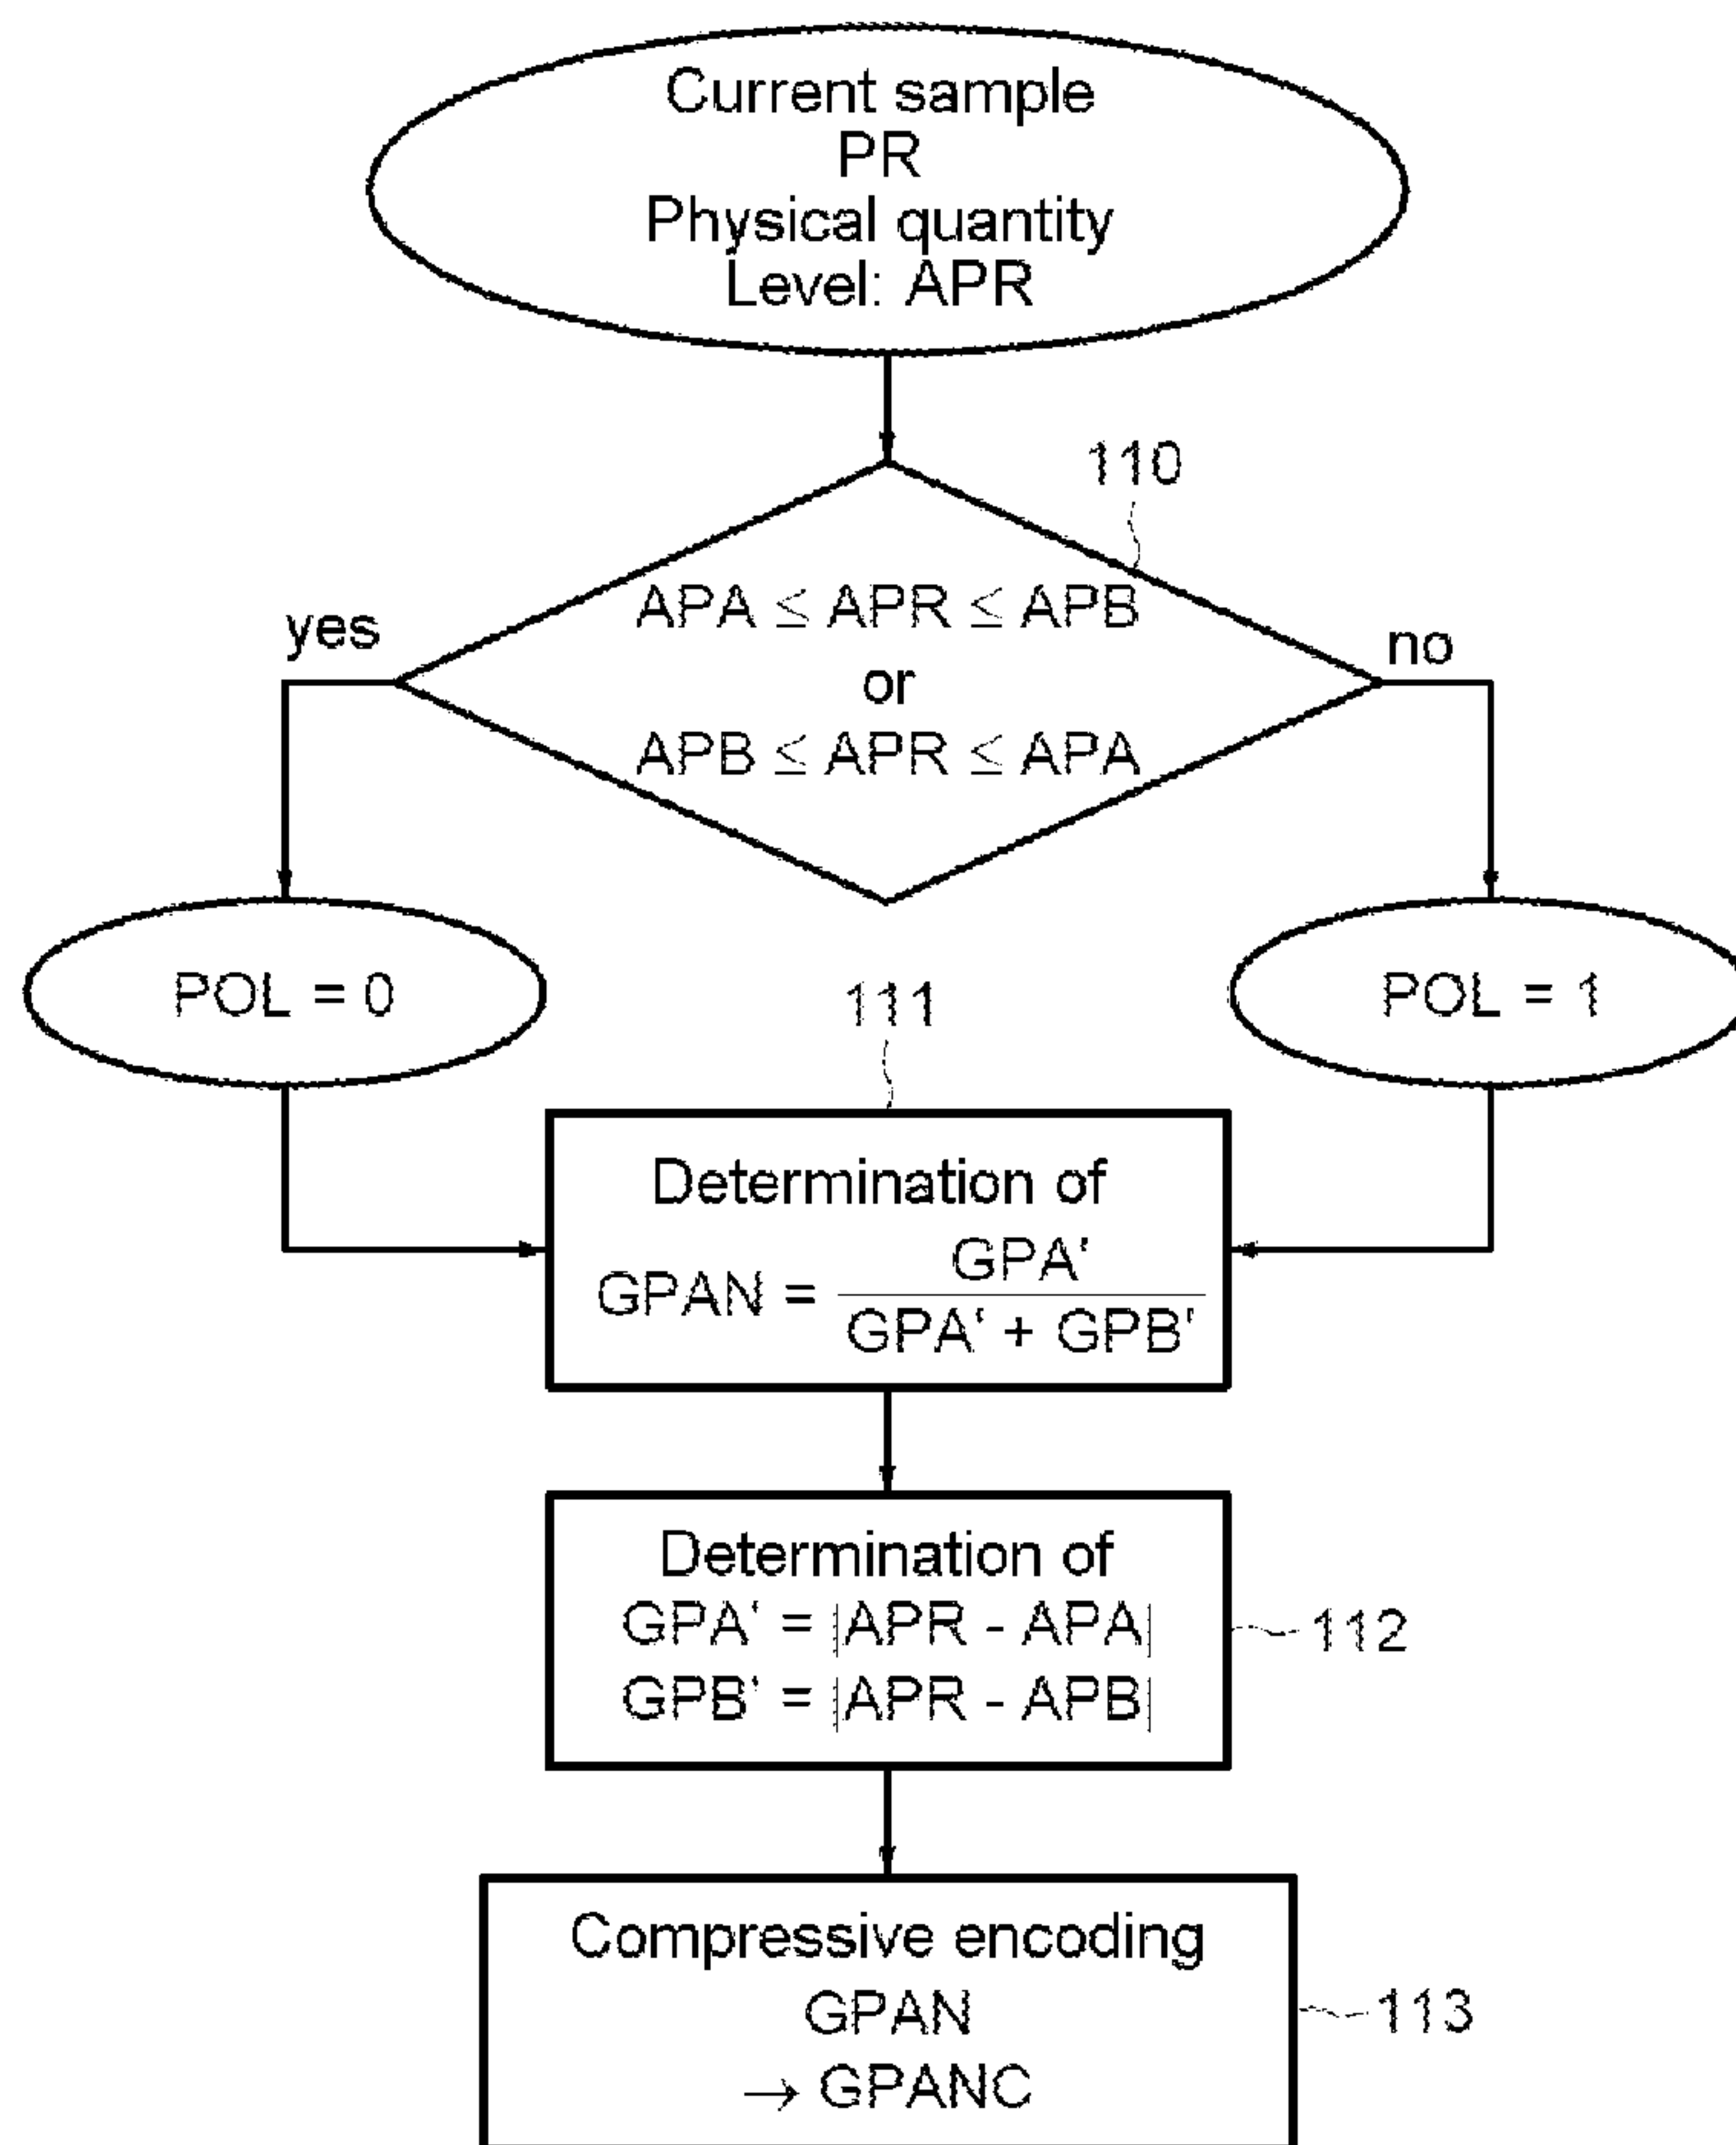 Current sample
PR
Physical quantity
Level: APR
110
APA ≤ APR ≤ APB
or
APB ≤ APR ≤ APA
yes
no
POL = 0
POL = 1
111
Determination of
GPAN = GPA' / GPA' + GPB'
Determination of
GPA' = |APR - APA|
GPB' = |APR - APB|
112
Compressive encoding
GPAN
→ GPANC
113